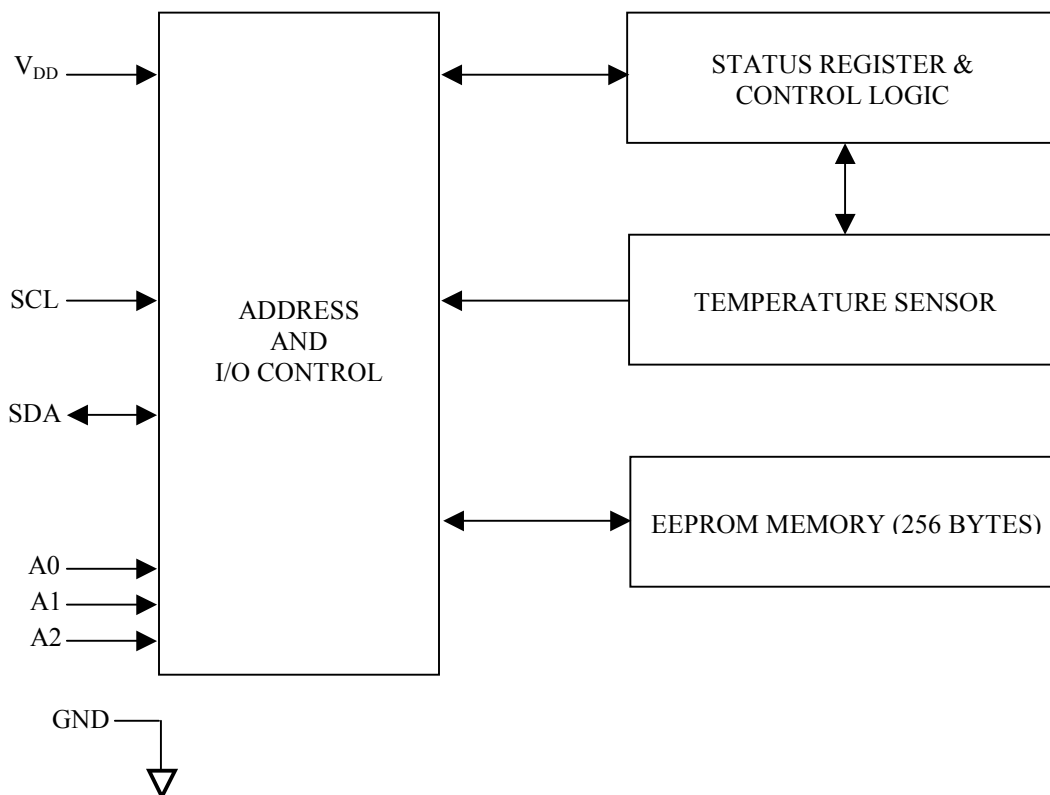 V_DD
STATUS REGISTER &
CONTROL LOGIC
SCL
ADDRESS
AND
I/O CONTROL
TEMPERATURE SENSOR
SDA
EEPROM MEMORY (256 BYTES)
A0
A1
A2
GND